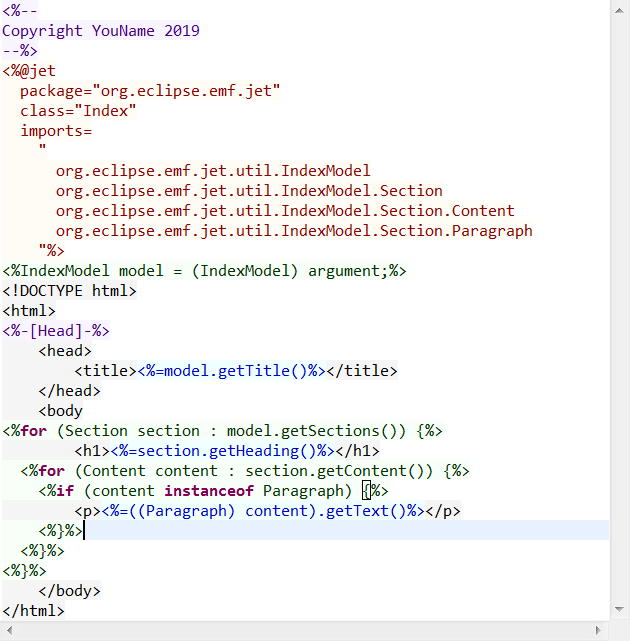 <%--
Copyright YouName 2019
--%>
<%@jet
  package="org.eclipse.emf.jet"
  class="Index"
  imports=
    "
      org.eclipse.emf.jet.util.IndexModel
      org.eclipse.emf.jet.util.IndexModel.Section
      org.eclipse.emf.jet.util.IndexModel.Section.Content
      org.eclipse.emf.jet.util.IndexModel.Section.Paragraph
    "%>
<%IndexModel model = (IndexModel) argument;%>
<!DOCTYPE html>
<html>
<%-[Head]-%>
    <head>
        <title><%=model.getTitle()%></title>
    </head>
    <body
<%for (Section section : model.getSections()) {%>
        <h1><%=section.getHeading()%></h1>
  <%for (Content content : section.getContent()) {%>
    <%if (content instanceof Paragraph) {%>
        <p><%=((Paragraph) content).getText()%></p>
    <%}%>
  <%}%>
<%}%>
    </body>
</html>